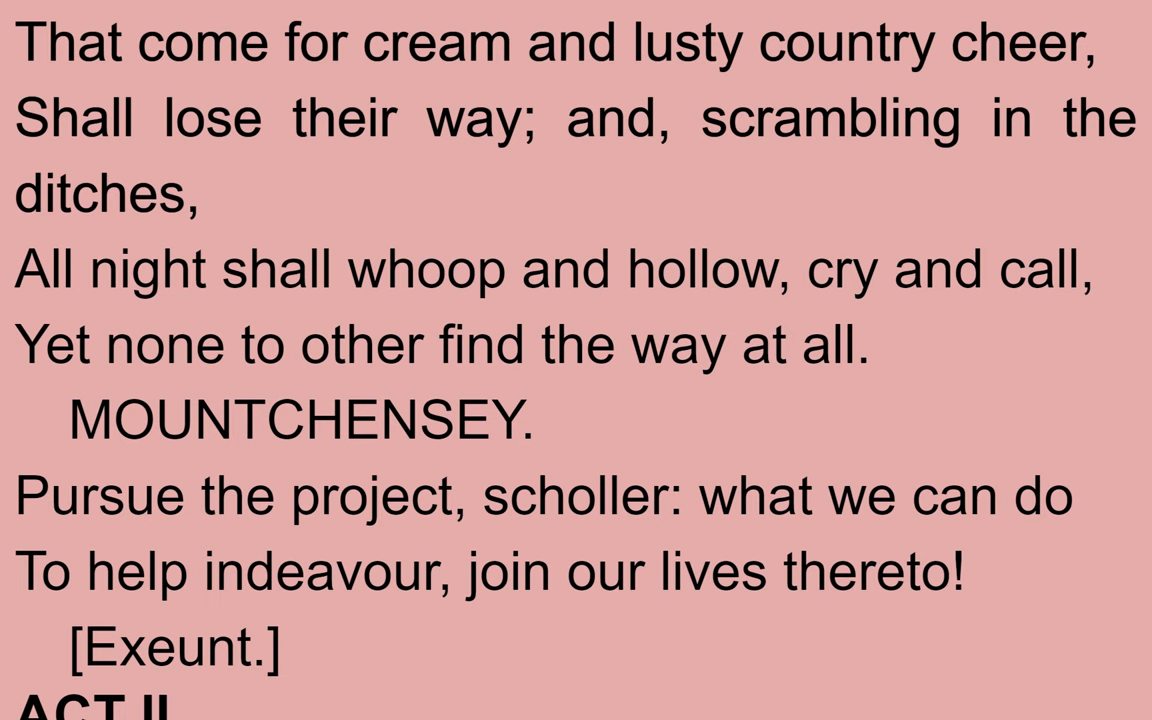 That come for cream and lusty country cheer,
Shall lose their way; and, scrambling in the
ditches,
All night shall whoop and hollow, cry and call,
Yet none to other find the way at all.
MOUNTCHENSEY.
Pursue the project, scholler: what we can do
To help indeavour, join our lives thereto!
[Exeunt.]
ACT II